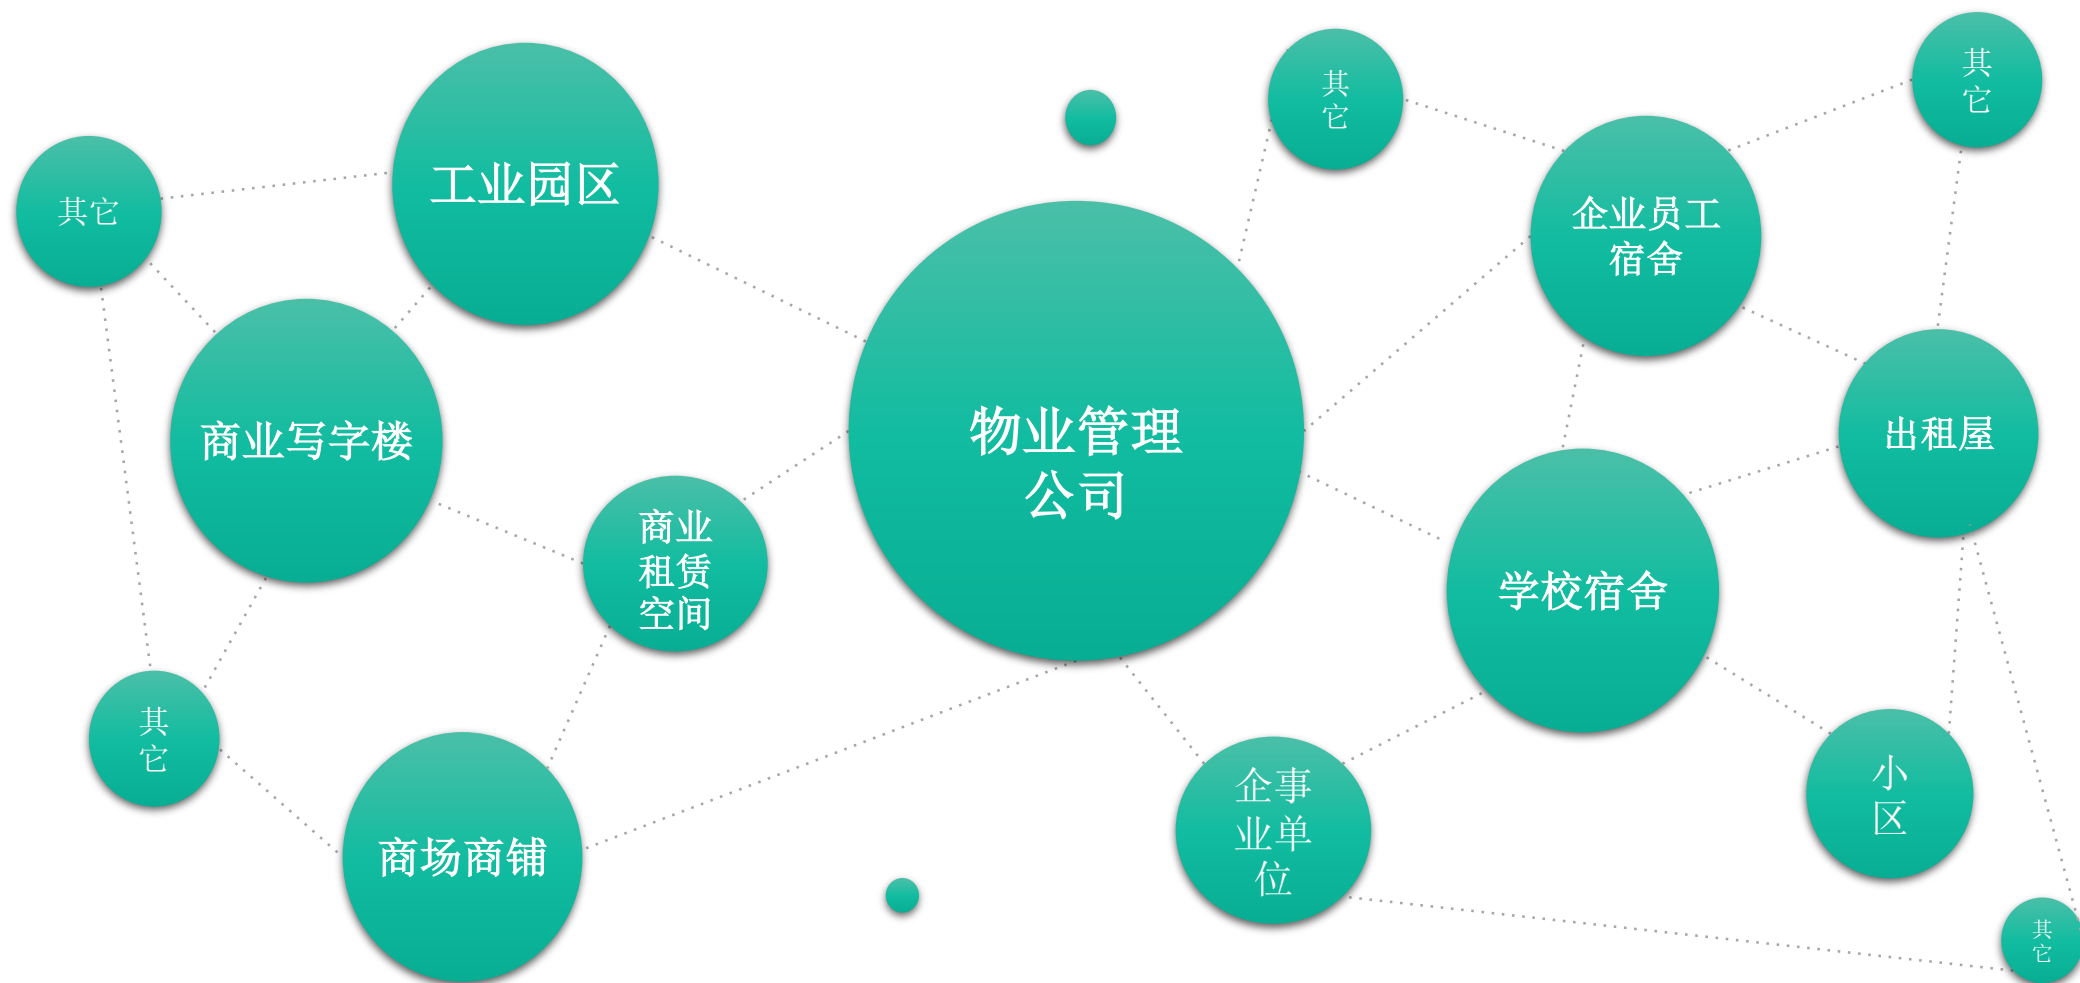 其它
工业园区
商业写字楼
商业
租赁
空间
其
它
商场商铺
物业管理
公司
其
它
企业员工
宿舍
其
它
出租屋
学校宿舍
企事
业单
位
小
区
其
它